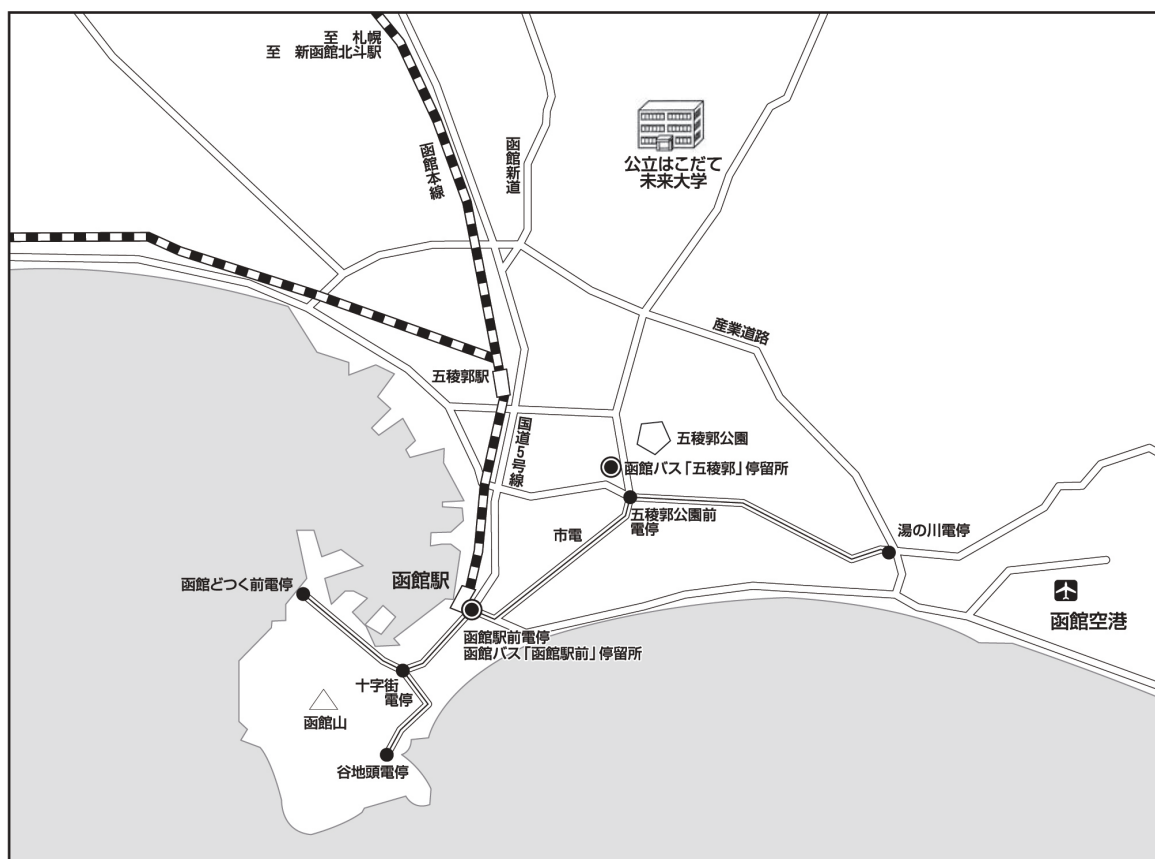 至　札幌
至　新函館北斗駅
函館本線
函館新道
公立はこだて
未来大学
産業道路
五稜郭駅
国道5号線
五稜郭公園
函館バス「五稜郭」停留所
五稜郭公園前
電停
市電
湯の川電停
函館どつく前電停
函館駅
函館空港
函館駅前電停
函館バス「函館駅前」停留所
十字街
電停
函館山
谷地頭電停